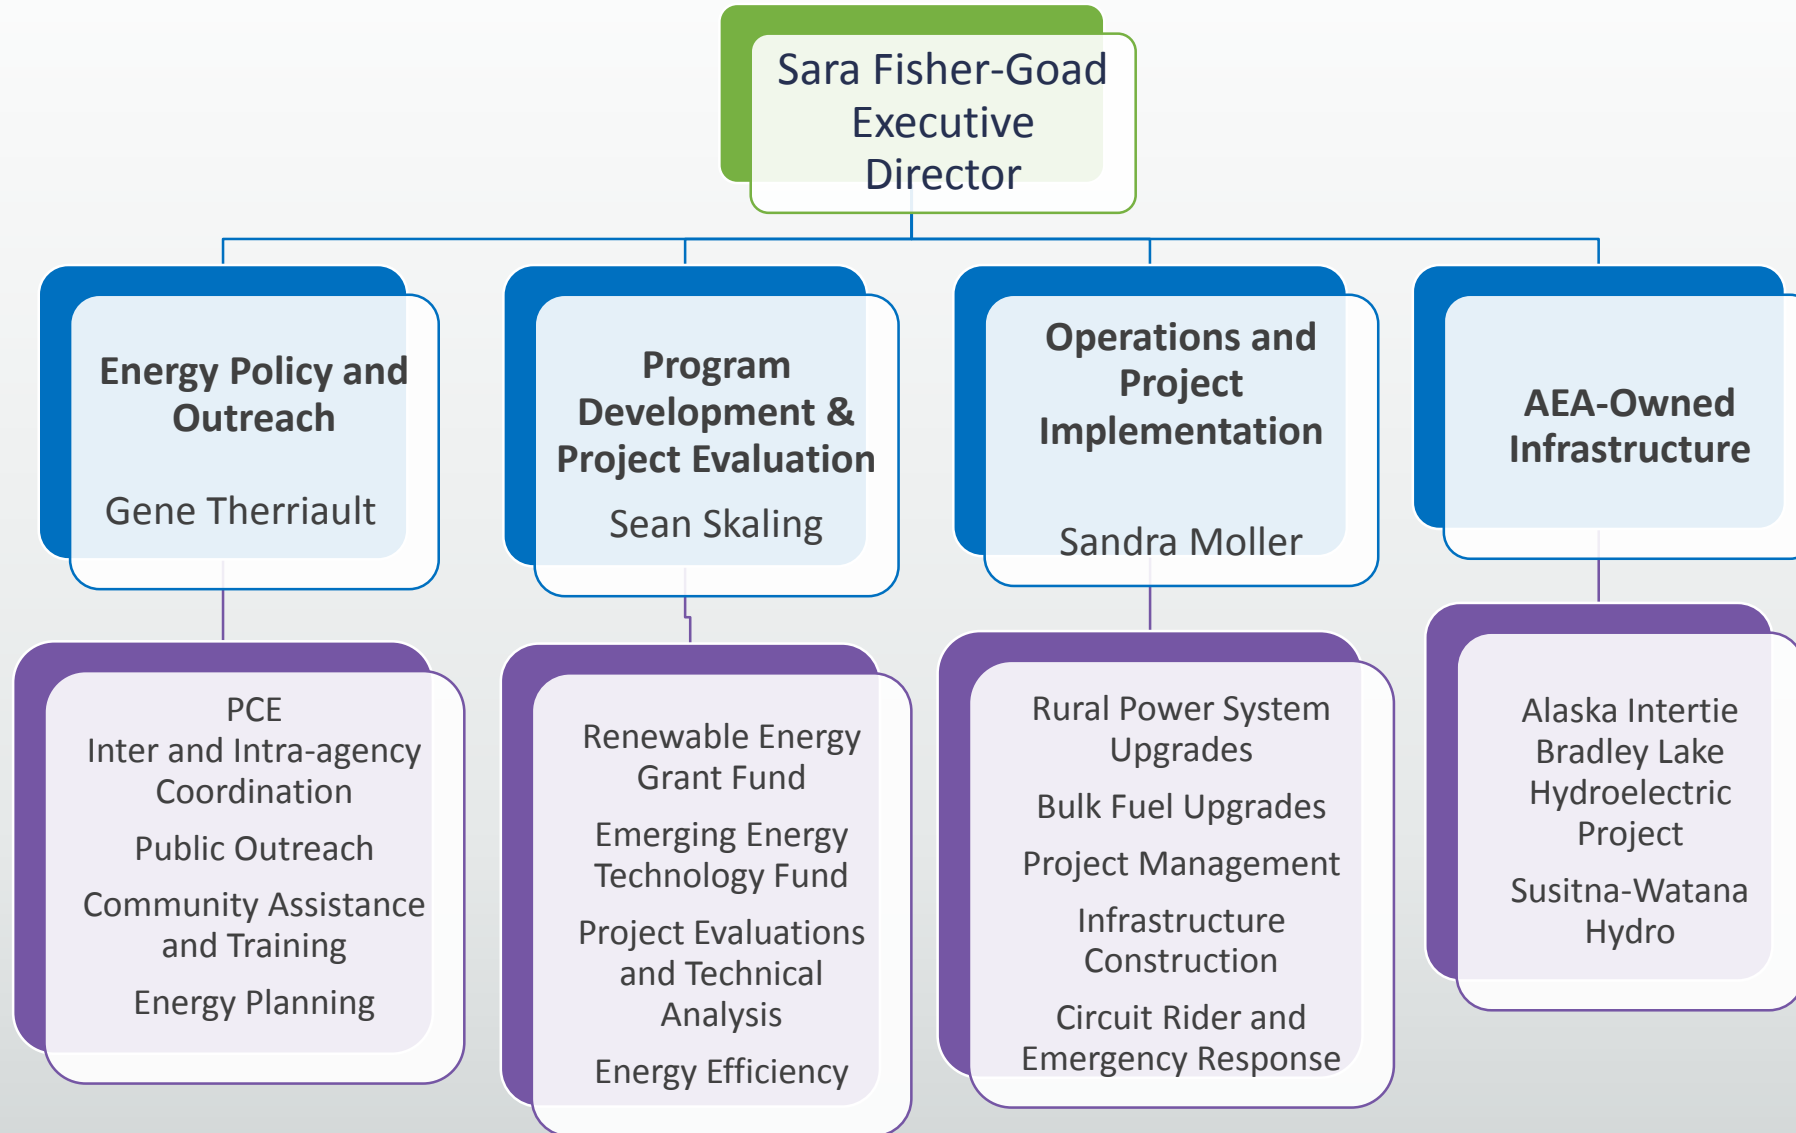 Sara Fisher-Goad
Executive
Director
Energy Policy and
Outreach
Gene Therriault
Program
Development &
Project Evaluation
Sean Skaling
Operations and
Project
Implementation
Sandra Moller
AEA-Owned
Infrastructure
PCE
Inter and Intra-agency
Coordination
Public Outreach
Community Assistance
and Training
Energy Planning
Renewable Energy
Grant Fund
Emerging Energy
Technology Fund
Project Evaluations
and Technical
Analysis
Energy Efficiency
Rural Power System
Upgrades
Bulk Fuel Upgrades
Project Management
Infrastructure
Construction
Circuit Rider and
Emergency Response
Alaska Intertie
Bradley Lake
Hydroelectric
Project
Susitna-Watana
Hydro